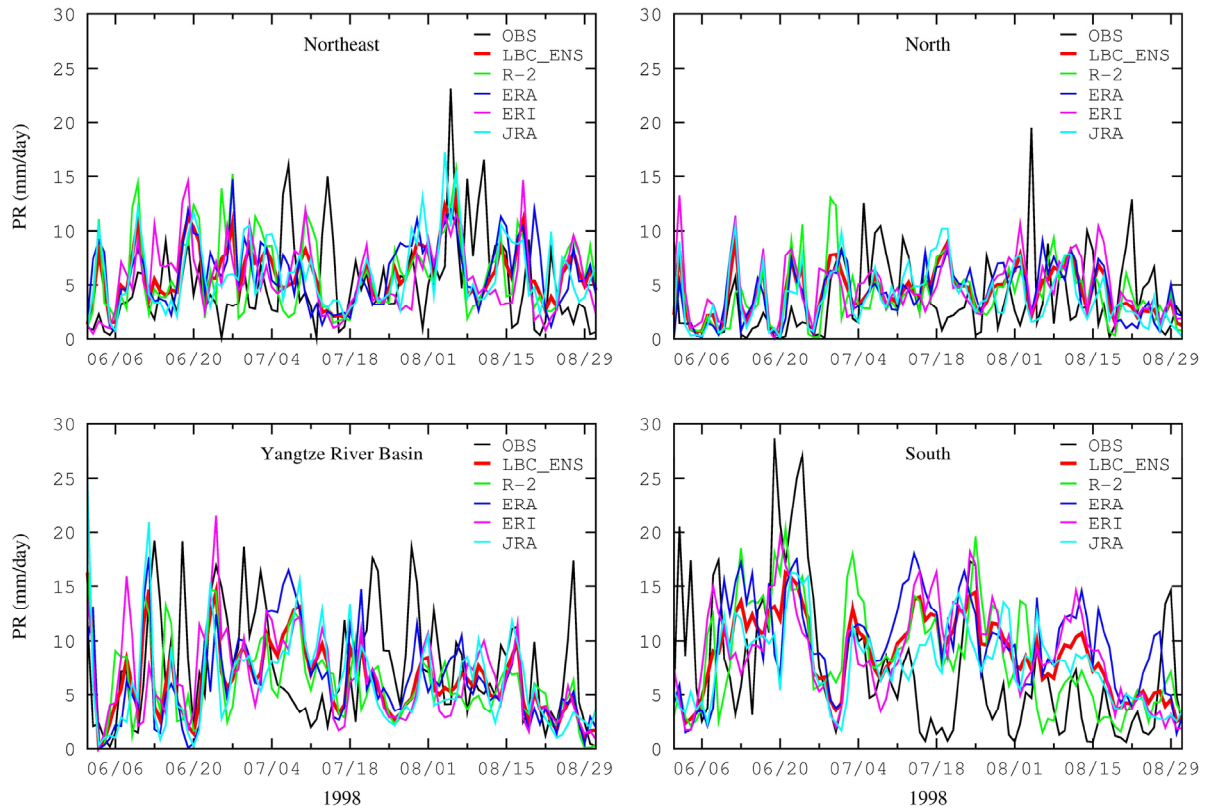 30
25
20
15
10
5
0
PR (mm/day)
Northeast
OBS
LBC_ENS
R-2
ERA
ERI
JRA
06/06 06/20 07/04 07/18 08/01 08/15 08/29
30
25
20
15
10
5
0
North
OBS
LBC_ENS
R-2
ERA
ERI
JRA
06/06 06/20 07/04 07/18 08/01 08/15 08/29
30
25
20
15
10
5
0
PR (mm/day)
Yangtze River Basin
OBS
LBC_ENS
R-2
ERA
ERI
JRA
06/06 06/20 07/04 07/18 08/01 08/15 08/29
1998
30
25
20
15
10
5
0
South
OBS
LBC_ENS
R-2
ERA
ERI
JRA
06/06 06/20 07/04 07/18 08/01 08/15 08/29
1998